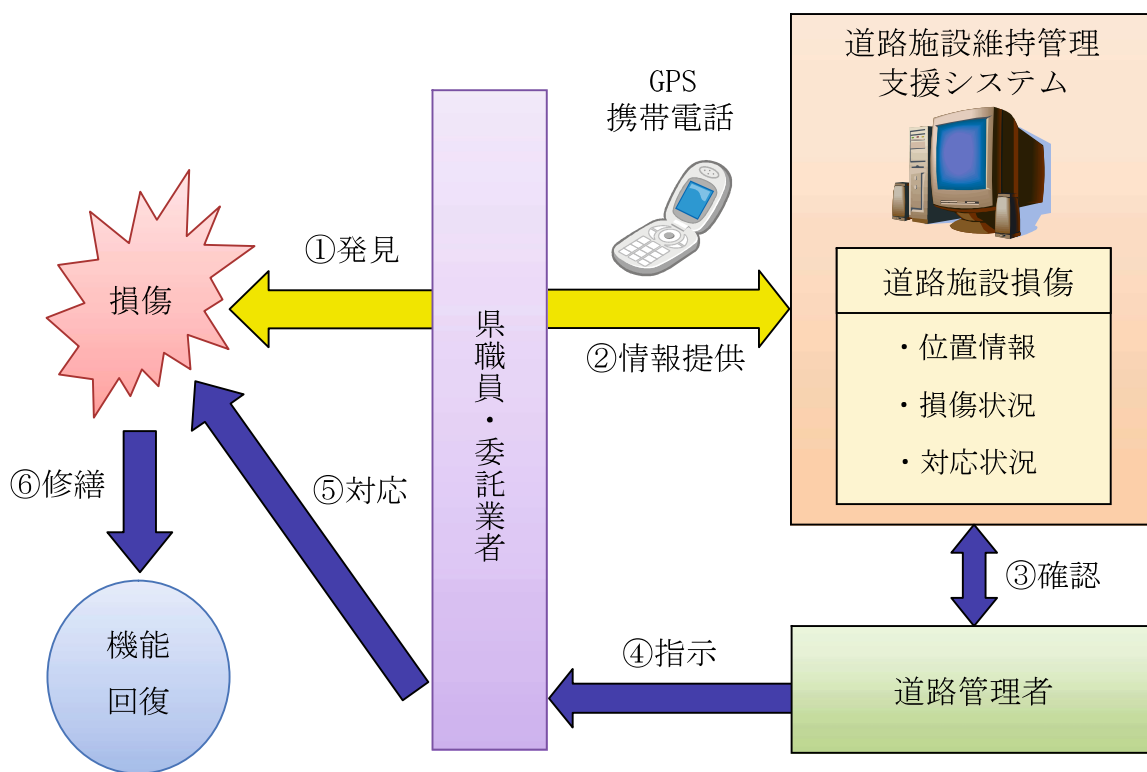 道路施設維持管理
支援システム
GPS
携帯電話
①発見
損傷
県職員・委託業者
②情報提供
道路施設損傷
・位置情報
・損傷状況
・対応状況
③確認
道路管理者
④指示
⑤対応
⑥修繕
機能
回復